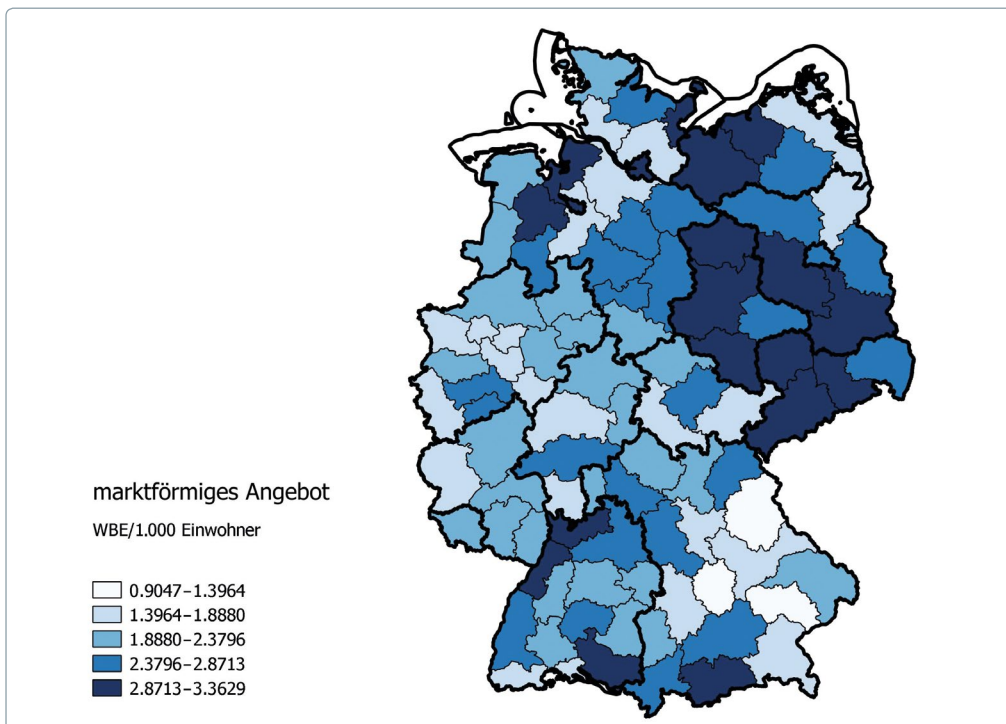 marktförmiges Angebot
WBE/1.000 Einwohner
0.9047–1.3964
1.3964–1.8880
1.8880–2.3796
2.3796–2.8713
2.8713–3.3629